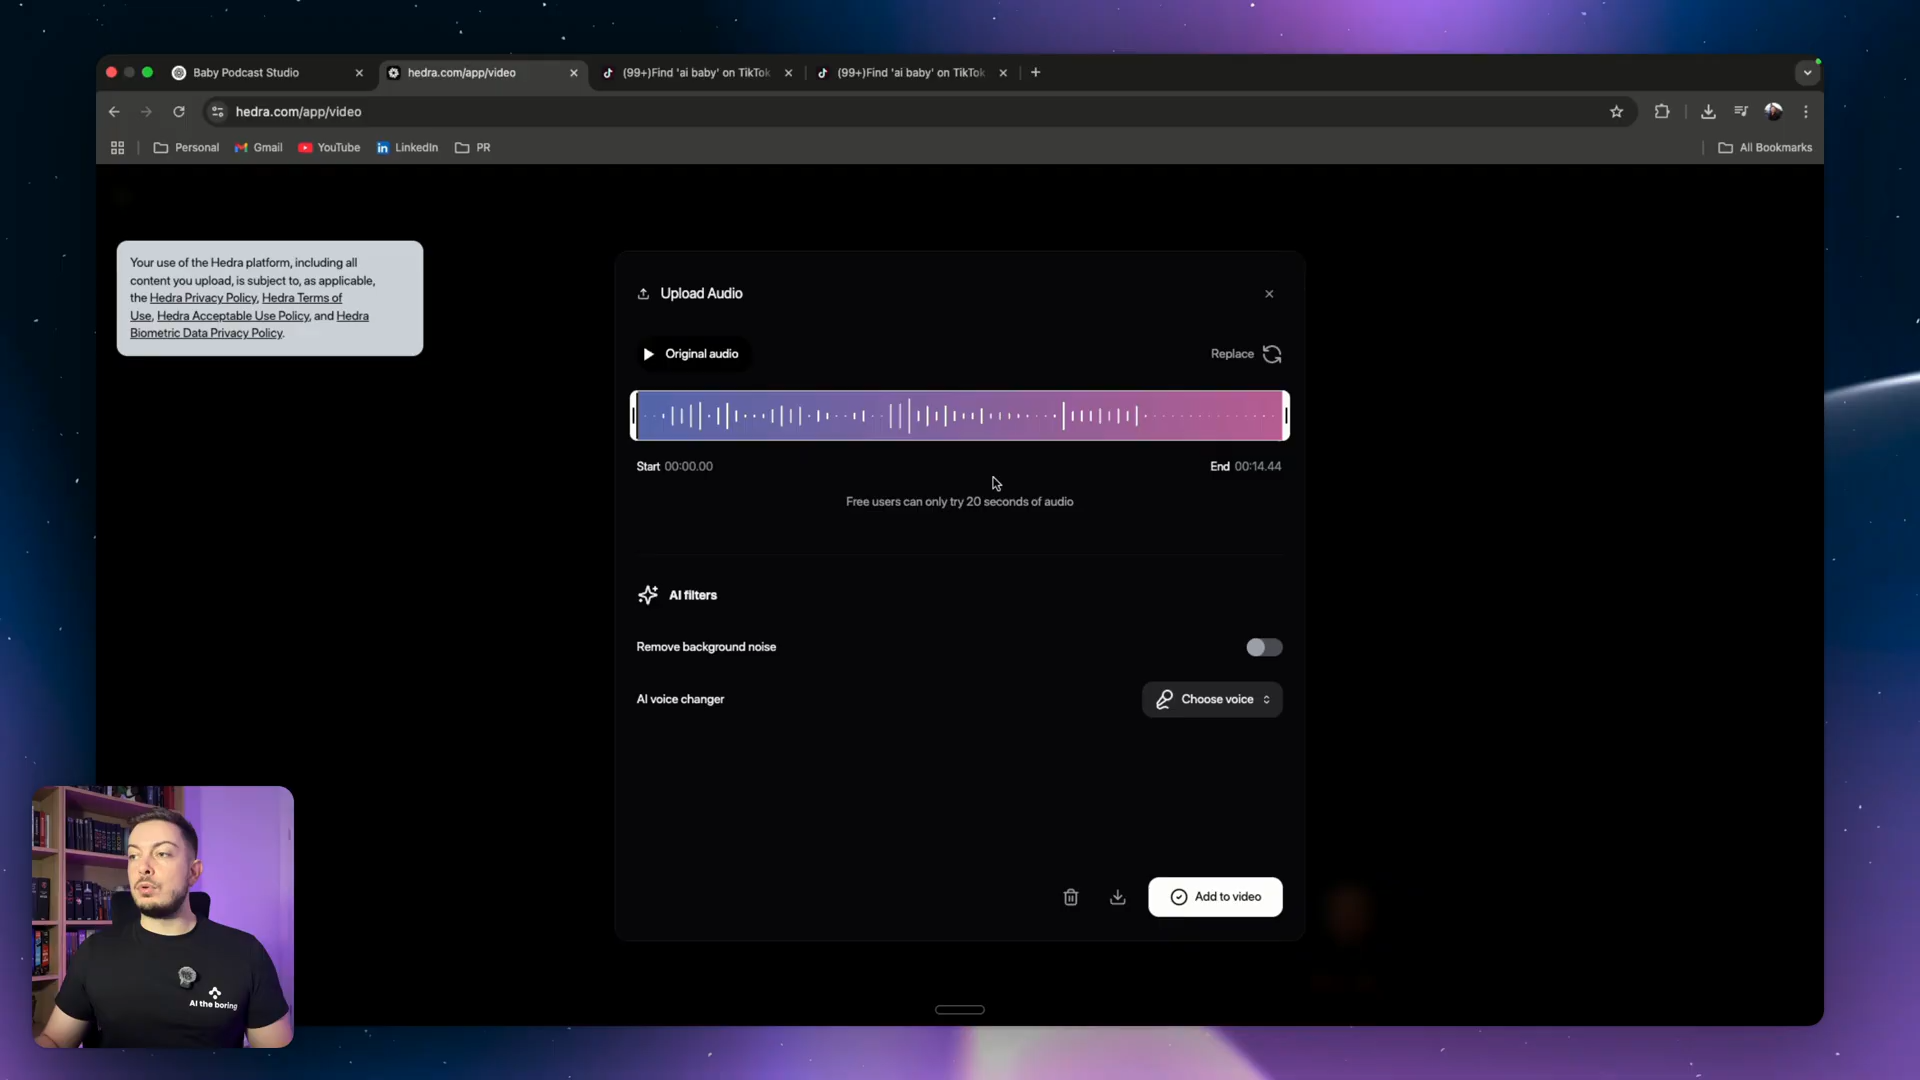 Baby Podcast Studio
hedra.com/app/video
(99+)Find 'ai baby' on TikTok
(99+)Find 'ai baby' on TikTok
hedra.com/app/video
Personal
Gmail
YouTube
LinkedIn
PR
All Bookmarks
Your use of the Hedra platform, including all
content you upload, is subject to, as applicable,
the Hedra Privacy Policy, Hedra Terms of
Use, Hedra Acceptable Use Policy, and Hedra
Biometric Data Privacy Policy.
Upload Audio
Original audio
Replace
Start 00:00.00
End 00:14.44
Free users can only try 20 seconds of audio
AI filters
Remove background noise
AI voice changer
Choose voice
Add to video
AI the boring